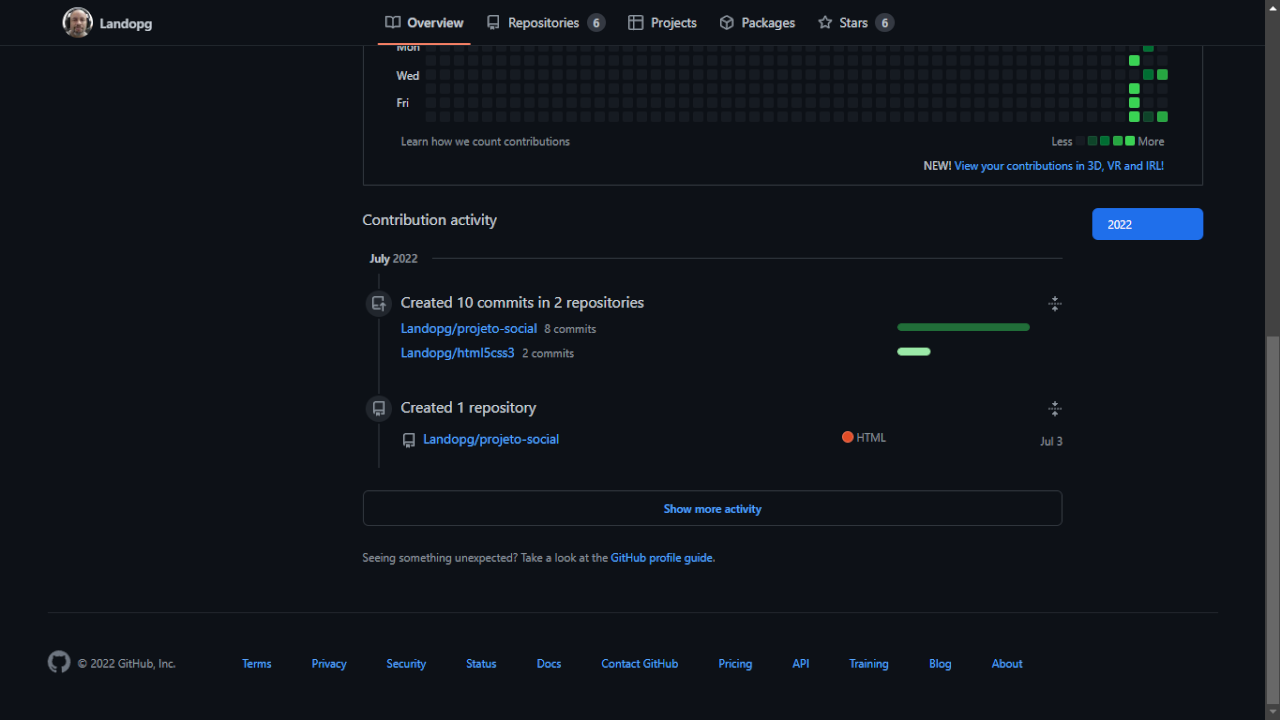 Landopg Overview Repositories 6 Projects Packages Stars 6
Mon
Wed
Fri
Learn how we count contributions Less More
NEW! View your contributions in 3D, VR and IRL!
Contribution activity 2022
July 2022
Created 10 commits in 2 repositories
Landopg/projeto-social 8 commits
Landopg/html5css3 2 commits
Created 1 repository
Landopg/projeto-social HTML Jul 3
Show more activity
Seeing something unexpected? Take a look at the GitHub profile guide.
© 2022 GitHub, Inc. Terms Privacy Security Status Docs Contact GitHub Pricing API Training Blog About